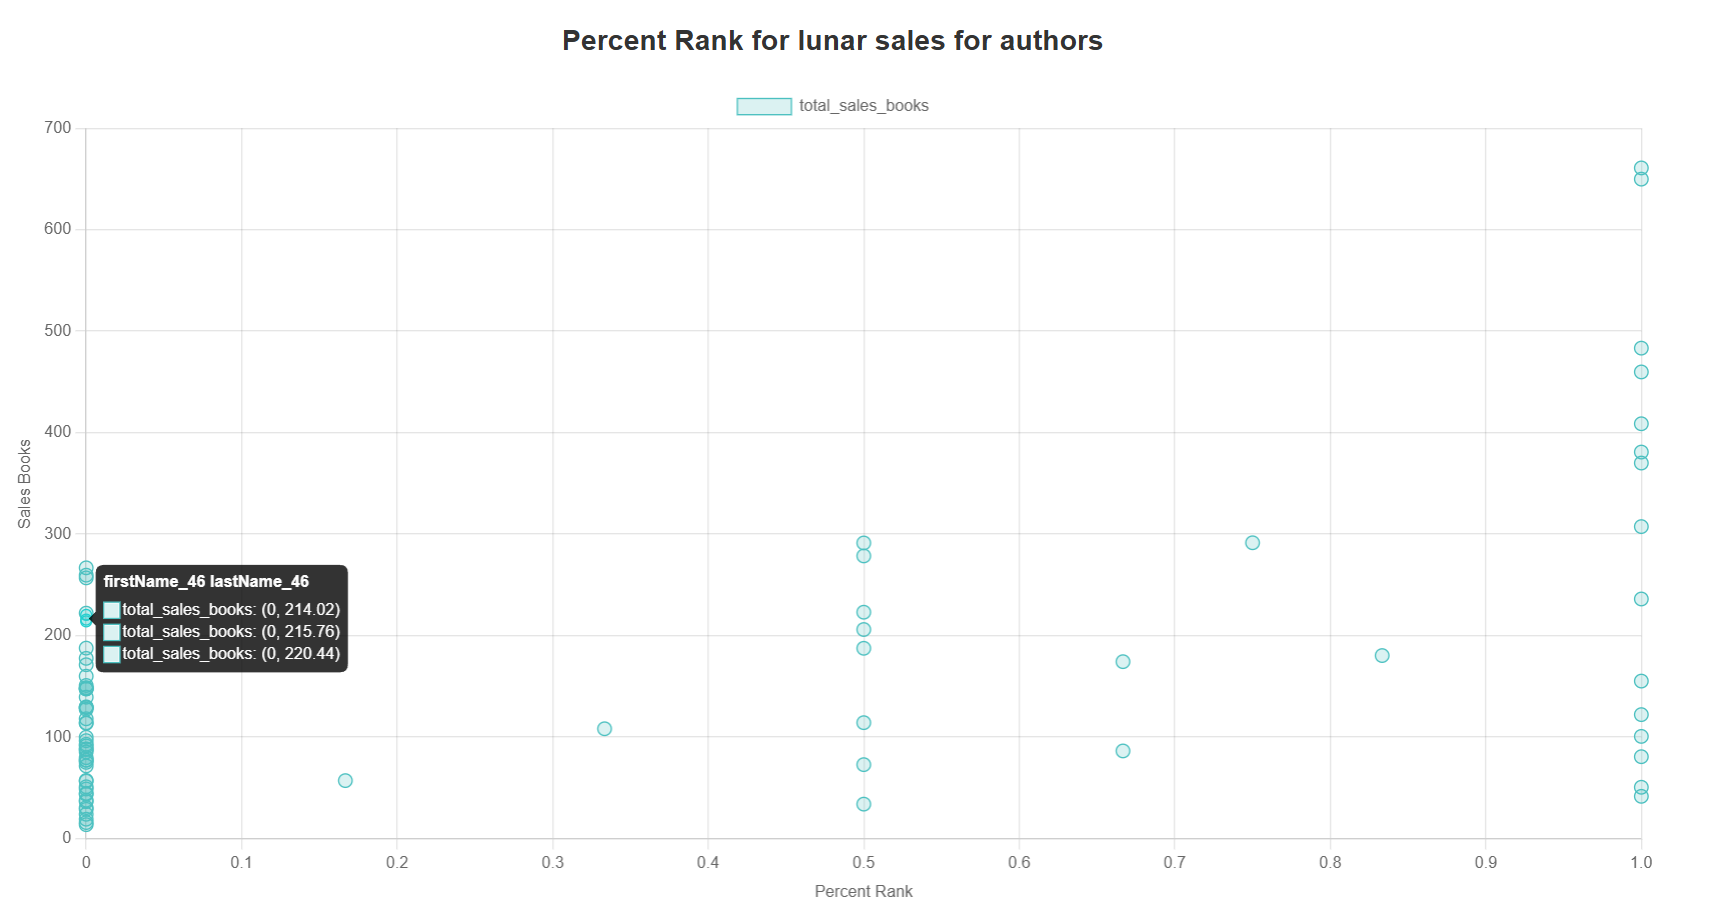 Percent Rank for lunar sales for authors
total_sales_books
700
600
500
400
300
200
100
0
Sales Books
firstName_46 lastName_46
total_sales_books: (0, 214.02)
total_sales_books: (0, 215.76)
total_sales_books: (0, 220.44)
0 0.1 0.2 0.3 0.4 0.5 0.6 0.7 0.8 0.9 1.0
Percent Rank